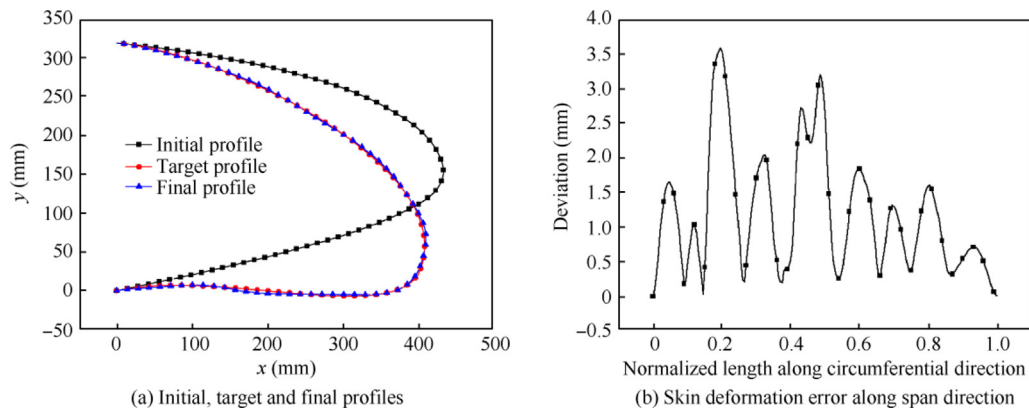 350
300
250
200
150
100
50
0
−50
y (mm)
Initial profile
Target profile
Final profile
0 100 200 300 400 500
x (mm)
(a) Initial, target and final profiles
4.0
3.5
3.0
2.5
2.0
1.5
1.0
0.5
0
−0.5
Deviation (mm)
0 0.2 0.4 0.6 0.8 1.0
Normalized length along circumferential direction
(b) Skin deformation error along span direction